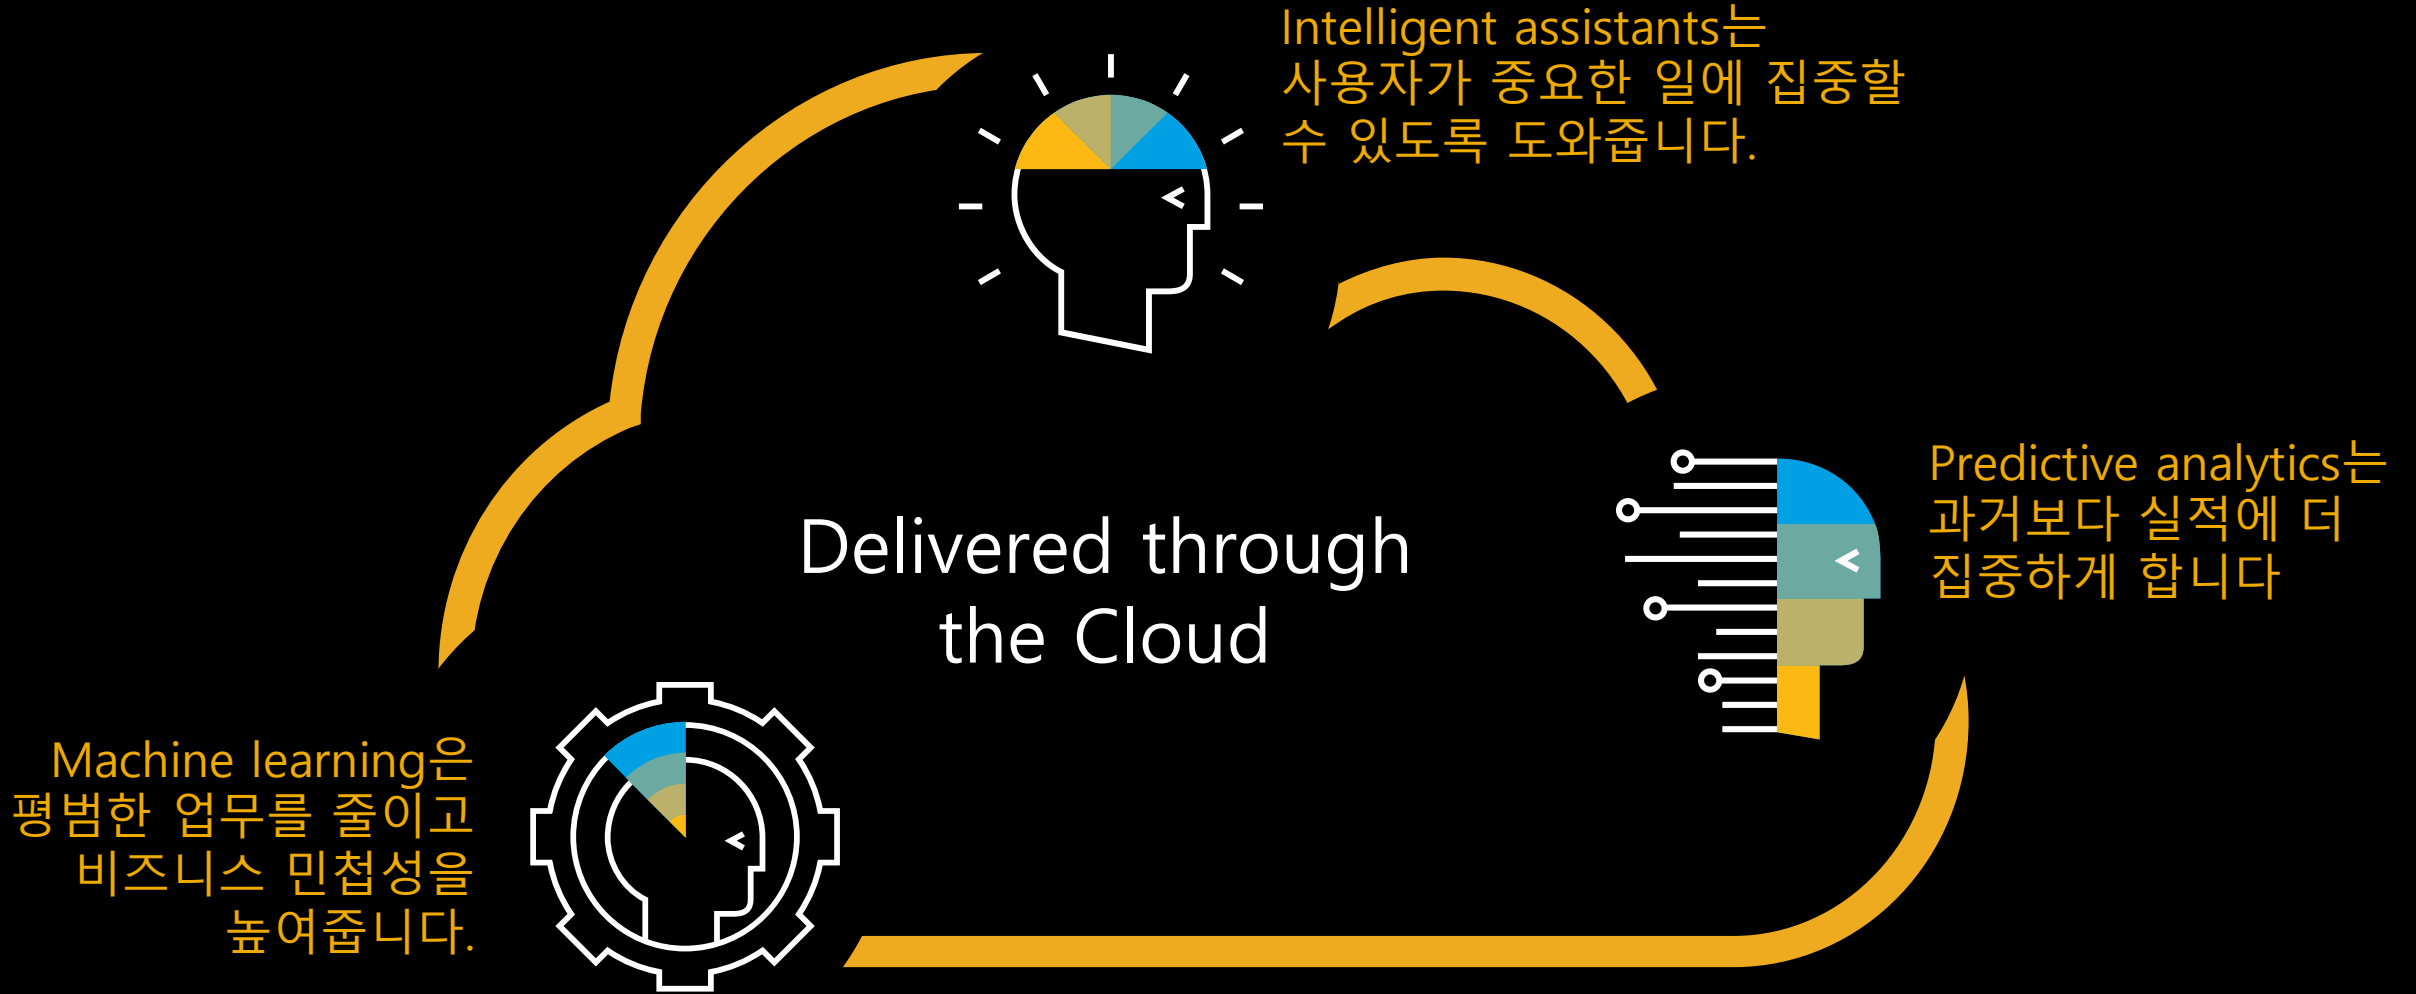 Intelligent assistants는
사용자가 중요한 일에 집중할
수 있도록 도와줍니다.
Predictive analytics는
과거보다 실적에 더
집중하게 합니다
Delivered through
the Cloud
Machine learning은
평범한 업무를 줄이고
비즈니스 민첩성을
높여줍니다.